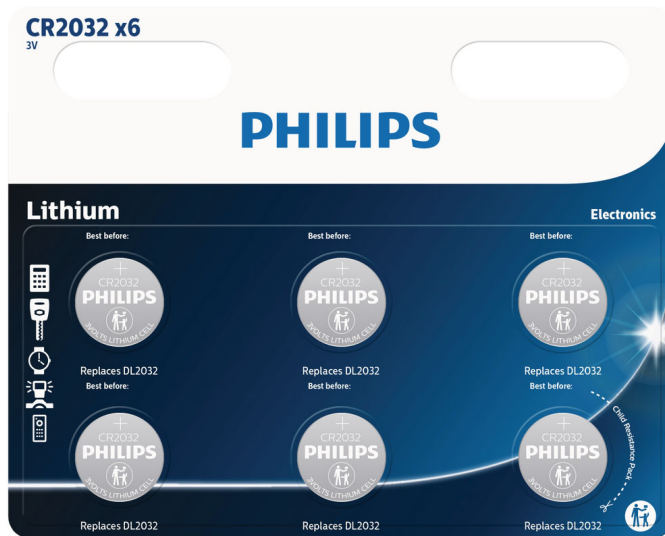 CR2032 x6
3V
PHILIPS
Lithium
Electronics
Best before: Best before: Best before:
CR2032 CR2032 CR2032
PHILIPS PHILIPS PHILIPS
3VOLTS LITHIUM CELL 3VOLTS LITHIUM CELL 3VOLTS LITHIUM CELL
Replaces DL2032 Replaces DL2032 Replaces DL2032
Best before: Best before: Best before:
CR2032 CR2032 CR2032
PHILIPS PHILIPS PHILIPS
3VOLTS LITHIUM CELL 3VOLTS LITHIUM CELL 3VOLTS LITHIUM CELL
Child Resistance Pack
Replaces DL2032 Replaces DL2032 Replaces DL2032